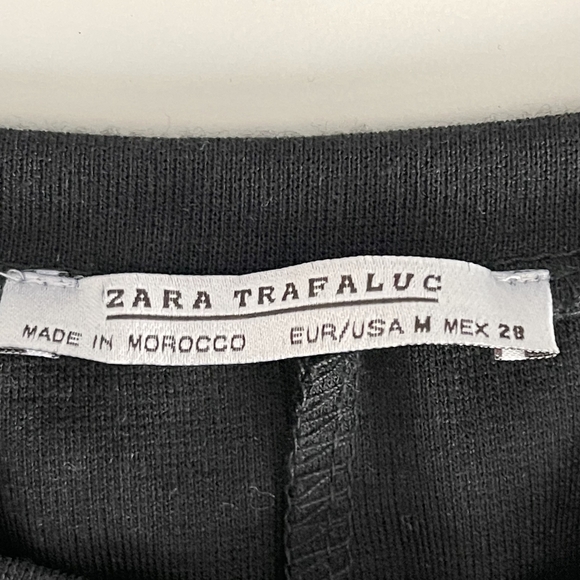 ZARA TRAFALUC
MADE IN MOROCCO EUR/USA M MEX 28